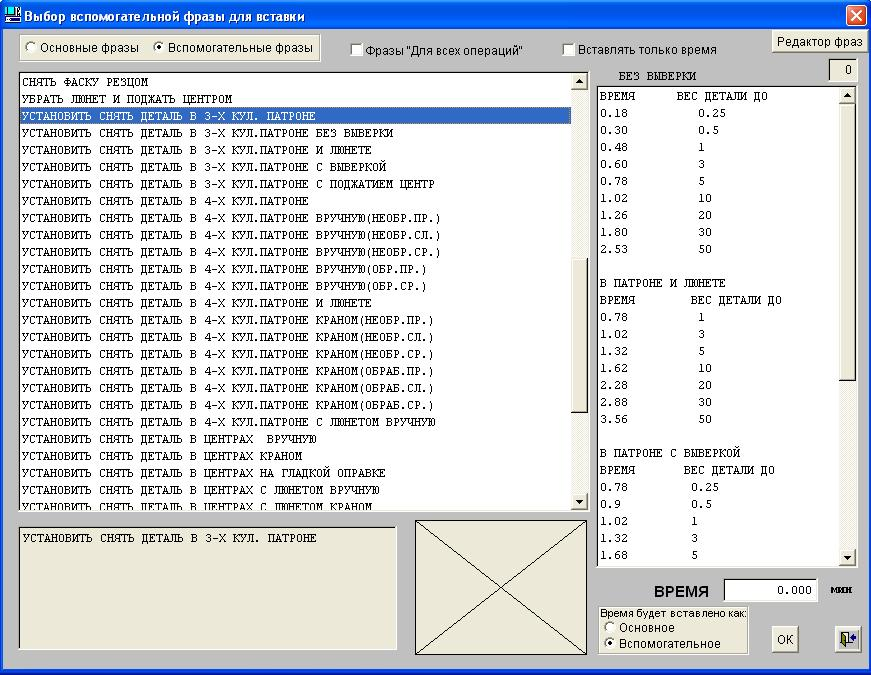 Выбор вспомогательной фразы для вставки
Основные фразы Вспомогательные фразы Фразы "Для всех операций" Вставлять только время Редактор фраз
0
СНЯТЬ ФАСКУ РЕЗЦОМ
УБРАТЬ ЛЮНЕТ И ПОДЖАТЬ ЦЕНТРОМ
УСТАНОВИТЬ СНЯТЬ ДЕТАЛЬ В 3-Х КУЛ. ПАТРОНЕ
УСТАНОВИТЬ СНЯТЬ ДЕТАЛЬ В 3-Х КУЛ.ПАТРОНЕ БЕЗ ВЫВЕРКИ
УСТАНОВИТЬ СНЯТЬ ДЕТАЛЬ В 3-Х КУЛ.ПАТРОНЕ И ЛЮНЕТЕ
УСТАНОВИТЬ СНЯТЬ ДЕТАЛЬ В 3-Х КУЛ.ПАТРОНЕ С ВЫВЕРКОЙ
УСТАНОВИТЬ СНЯТЬ ДЕТАЛЬ В 3-Х КУЛ.ПАТРОНЕ С ПОДЖАТИЕМ ЦЕНТР
УСТАНОВИТЬ СНЯТЬ ДЕТАЛЬ В 4-Х КУЛ.ПАТРОНЕ
УСТАНОВИТЬ СНЯТЬ ДЕТАЛЬ В 4-Х КУЛ.ПАТРОНЕ ВРУЧНУЮ(НЕОБР.ПР.)
УСТАНОВИТЬ СНЯТЬ ДЕТАЛЬ В 4-Х КУЛ.ПАТРОНЕ ВРУЧНУЮ(НЕОБР.СЛ.)
УСТАНОВИТЬ СНЯТЬ ДЕТАЛЬ В 4-Х КУЛ.ПАТРОНЕ ВРУЧНУЮ(НЕОБР.СР.)
УСТАНОВИТЬ СНЯТЬ ДЕТАЛЬ В 4-Х КУЛ.ПАТРОНЕ ВРУЧНУЮ(ОБР.ПР.)
УСТАНОВИТЬ СНЯТЬ ДЕТАЛЬ В 4-Х КУЛ.ПАТРОНЕ ВРУЧНУЮ(ОБР.СР.)
УСТАНОВИТЬ СНЯТЬ ДЕТАЛЬ В 4-Х КУЛ.ПАТРОНЕ И ЛЮНЕТЕ
УСТАНОВИТЬ СНЯТЬ ДЕТАЛЬ В 4-Х КУЛ.ПАТРОНЕ КРАНОМ(НЕОБР.ПР.)
УСТАНОВИТЬ СНЯТЬ ДЕТАЛЬ В 4-Х КУЛ.ПАТРОНЕ КРАНОМ(НЕОБР.СЛ.)
УСТАНОВИТЬ СНЯТЬ ДЕТАЛЬ В 4-Х КУЛ.ПАТРОНЕ КРАНОМ(НЕОБР.СР.)
УСТАНОВИТЬ СНЯТЬ ДЕТАЛЬ В 4-Х КУЛ.ПАТРОНЕ КРАНОМ(ОБРАБ.ПР.)
УСТАНОВИТЬ СНЯТЬ ДЕТАЛЬ В 4-Х КУЛ.ПАТРОНЕ КРАНОМ(ОБРАБ.СЛ.)
УСТАНОВИТЬ СНЯТЬ ДЕТАЛЬ В 4-Х КУЛ.ПАТРОНЕ КРАНОМ(ОБРАБ.СР.)
УСТАНОВИТЬ СНЯТЬ ДЕТАЛЬ В 4-Х КУЛ.ПАТРОНЕ С ЛЮНЕТОМ ВРУЧНУЮ
УСТАНОВИТЬ СНЯТЬ ДЕТАЛЬ В ЦЕНТРАХ ВРУЧНУЮ
УСТАНОВИТЬ СНЯТЬ ДЕТАЛЬ В ЦЕНТРАХ КРАНОМ
УСТАНОВИТЬ СНЯТЬ ДЕТАЛЬ В ЦЕНТРАХ НА ГЛАДКОЙ ОПРАВКЕ
УСТАНОВИТЬ СНЯТЬ ДЕТАЛЬ В ЦЕНТРАХ С ЛЮНЕТОМ ВРУЧНУЮ
УСТАНОВИТЬ СНЯТЬ ДЕТАЛЬ В ЦЕНТРАХ С ЛЮНЕТОМ КРАНОМ
БЕЗ ВЫВЕРКИ
ВРЕМЯ ВЕС ДЕТАЛИ ДО
0.18 0.25
0.30 0.5
0.48 1
0.60 3
0.78 5
1.02 10
1.26 20
1.80 30
2.53 50
В ПАТРОНЕ И ЛЮНЕТЕ
ВРЕМЯ ВЕС ДЕТАЛИ ДО
0.78 1
1.02 3
1.32 5
1.62 10
2.28 20
2.88 30
3.56 50
В ПАТРОНЕ С ВЫВЕРКОЙ
ВРЕМЯ ВЕС ДЕТАЛИ ДО
0.78 0.25
0.9 0.5
1.02 1
1.32 3
1.68 5
УСТАНОВИТЬ СНЯТЬ ДЕТАЛЬ В 3-Х КУЛ. ПАТРОНЕ
ВРЕМЯ 0.000 мин
Время будет вставлено как:
Основное
Вспомогательное
OK